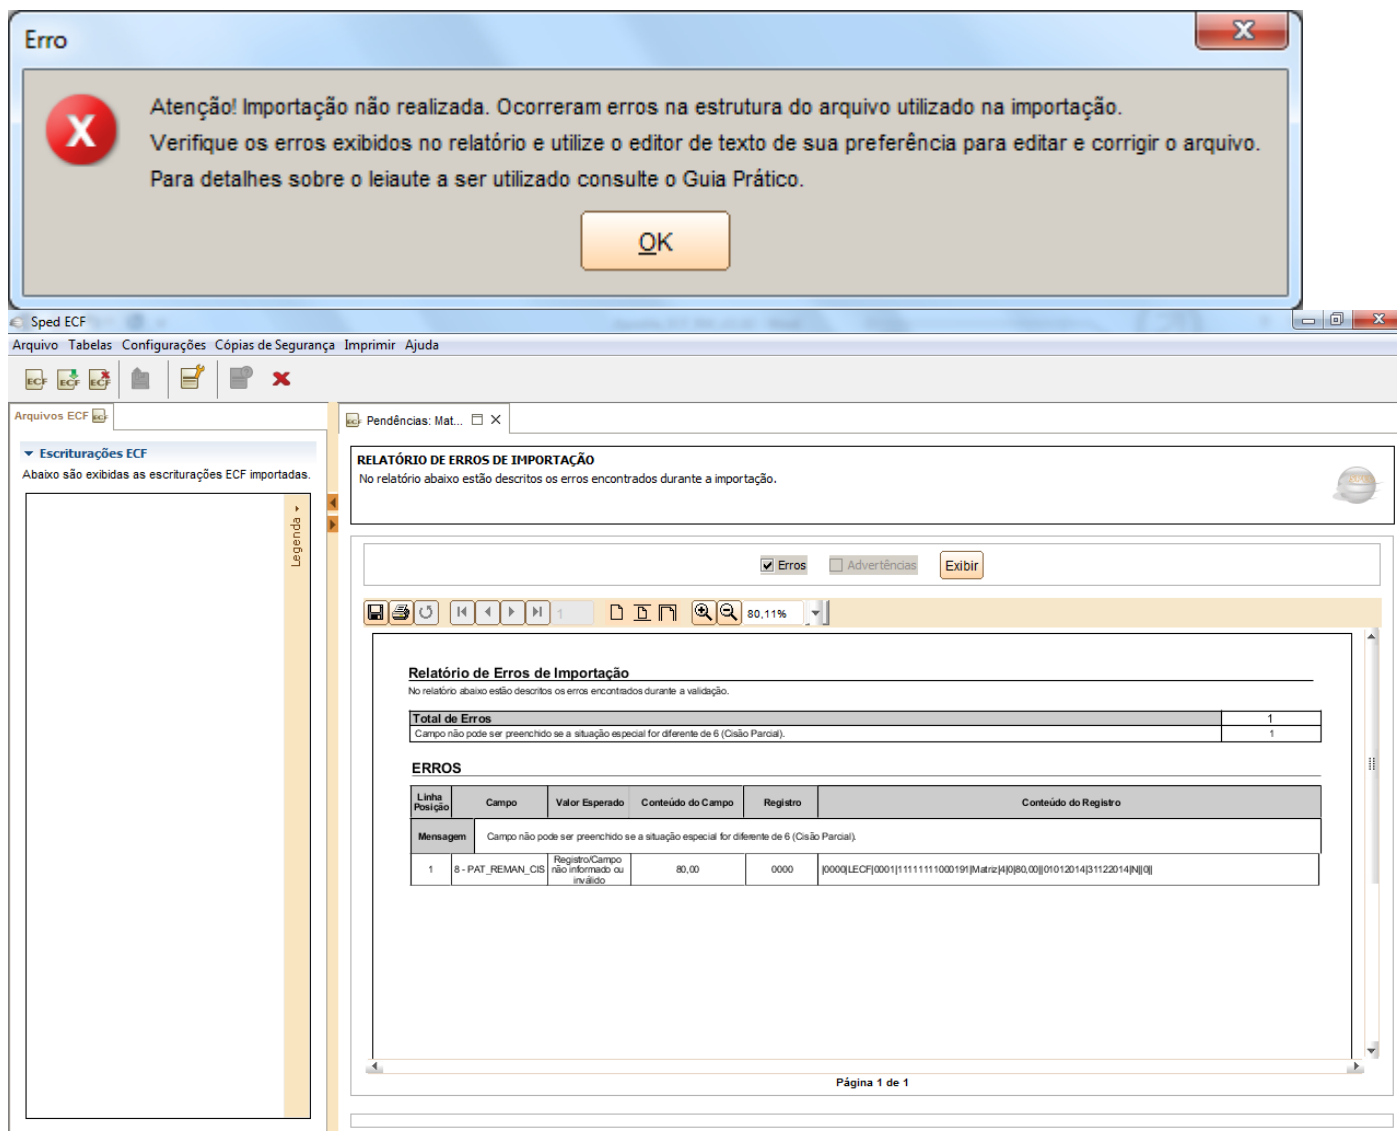 Erro
Atenção! Importação não realizada. Ocorreram erros na estrutura do arquivo utilizado na importação.
Verifique os erros exibidos no relatório e utilize o editor de texto de sua preferência para editar e corrigir o arquivo.
Para detalhes sobre o leiaute a ser utilizado consulte o Guia Prático.
OK
Sped ECF
Arquivo Tabelas Configurações Cópias de Segurança Imprimir Ajuda
ECF ECF ECF
Arquivos ECF
Pendências: Mat...
Escriturações ECF
Abaixo são exibidas as escriturações ECF importadas.
Legenda
RELATÓRIO DE ERROS DE IMPORTAÇÃO
No relatório abaixo estão descritos os erros encontrados durante a importação.
Erros Advertências Exibir
1 80,11%
Relatório de Erros de Importação
No relatório abaixo estão descritos os erros encontrados durante a validação.
Total de Erros 1
Campo não pode ser preenchido se a situação especial for diferente de 6 (Cisão Parcial). 1
ERROS
Linha Posição Campo Valor Esperado Conteúdo do Campo Registro Conteúdo do Registro
Mensagem Campo não pode ser preenchido se a situação especial for diferente de 6 (Cisão Parcial).
1 8 - PAT_REMAN_CIS Registro/Campo não informado ou inválido 80,00 0000 |0000|LECF|0001|11111111000191|Matriz|4|0|80,00||01012014|31122014|N||0||
Página 1 de 1